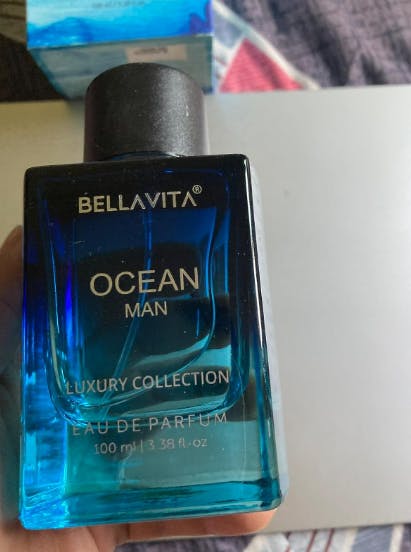 BELLAVITA®
OCEAN
MAN
LUXURY COLLECTION
EAU DE PARFUM
100 ml | 3.38 fl-oz